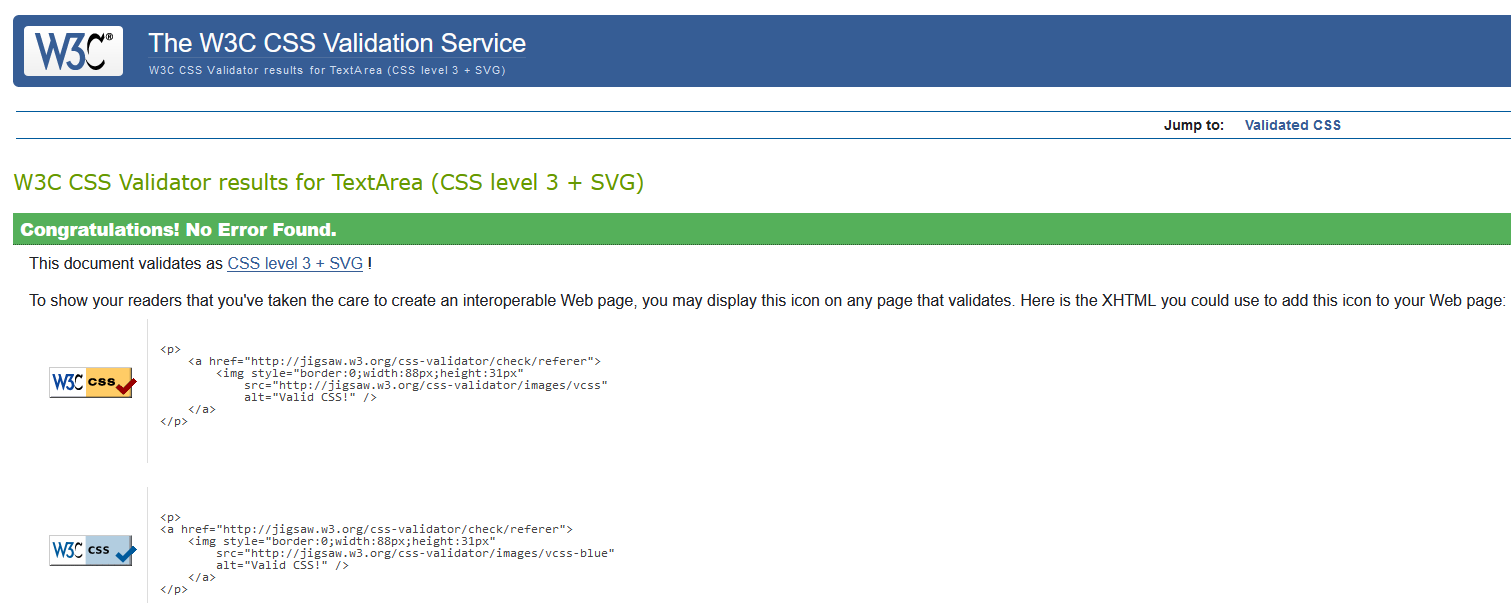 W3C®
The W3C CSS Validation Service
W3C CSS Validator results for TextArea (CSS level 3 + SVG)
Jump to: Validated CSS
W3C CSS Validator results for TextArea (CSS level 3 + SVG)
Congratulations! No Error Found.
This document validates as CSS level 3 + SVG !
To show your readers that you've taken the care to create an interoperable Web page, you may display this icon on any page that validates. Here is the XHTML you could use to add this icon to your Web page:
W3C css
<p>
    <a href="http://jigsaw.w3.org/css-validator/check/referer">
        <img style="border:0;width:88px;height:31px"
            src="http://jigsaw.w3.org/css-validator/images/vcss"
            alt="Valid CSS!" />
    </a>
</p>
W3C css
<p>
<a href="http://jigsaw.w3.org/css-validator/check/referer">
    <img style="border:0;width:88px;height:31px"
        src="http://jigsaw.w3.org/css-validator/images/vcss-blue"
        alt="Valid CSS!" />
    </a>
</p>